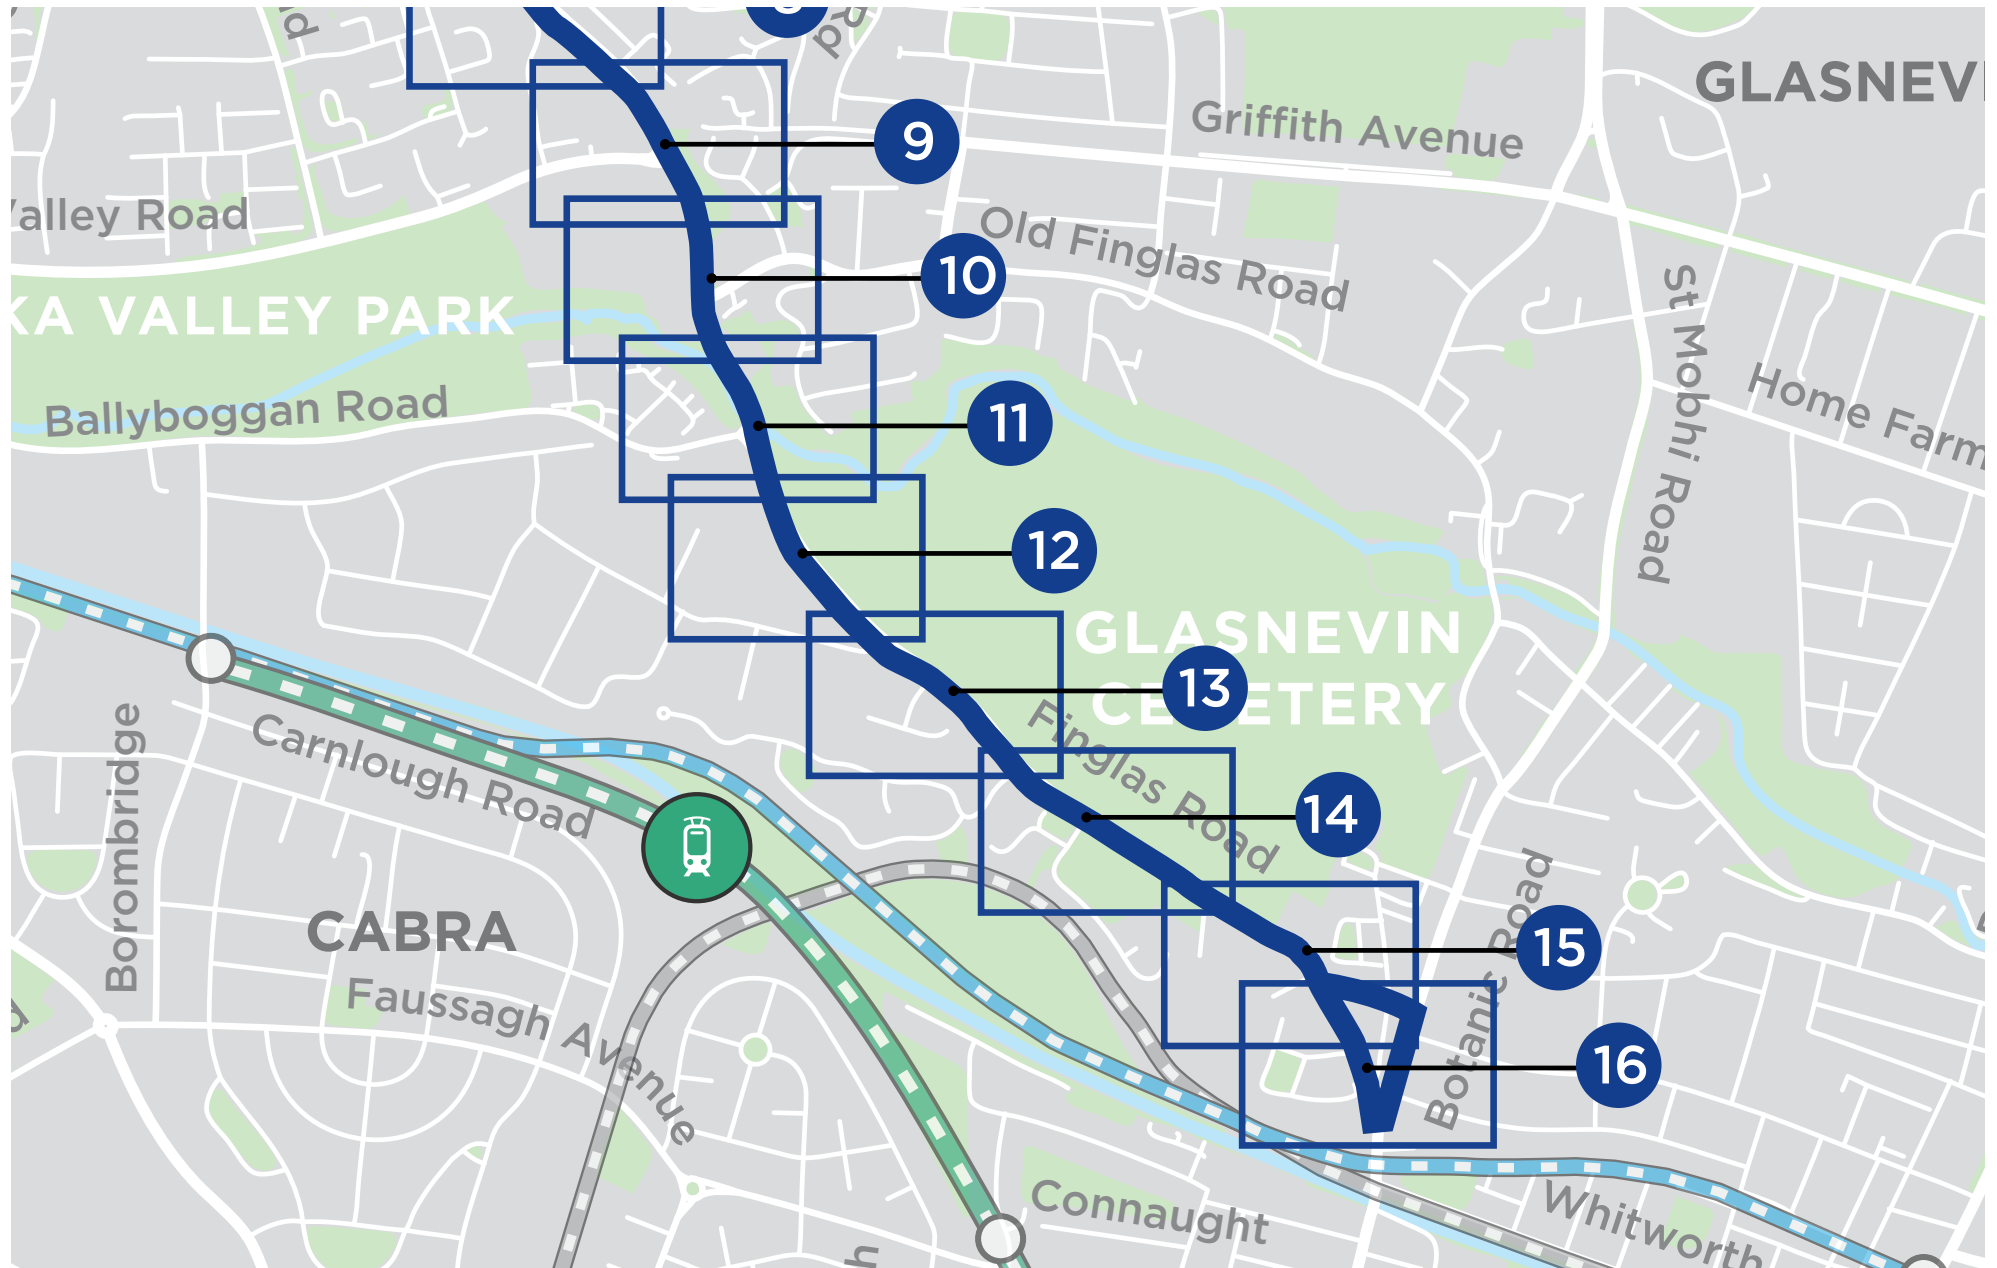 Rd
GLASNEVI
9
Griffith Avenue
Valley Road
Old Finglas Road
10
KA VALLEY PARK
St Mobhi Road
Ballyboggan Road
11
Home Farm
12
GLASNEVIN
CEMETERY
13
Finglas Road
Carnlough Road
Borombridge
14
CABRA
Botanic Road
15
Faussagh Avenue
16
Connaught
Whitworth